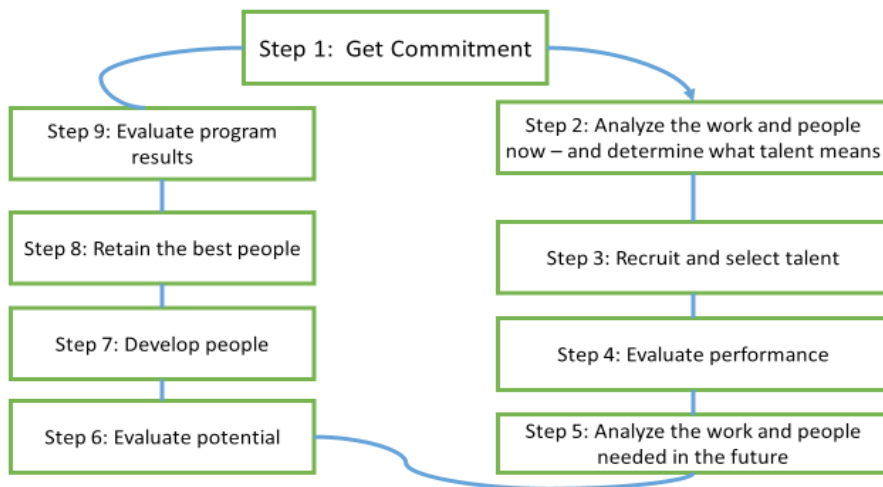 Step 1:  Get Commitment
Step 2: Analyze the work and people
now – and determine what talent means
Step 3: Recruit and select talent
Step 4: Evaluate performance
Step 5: Analyze the work and people
needed in the future
Step 6: Evaluate potential
Step 7: Develop people
Step 8: Retain the best people
Step 9: Evaluate program
results